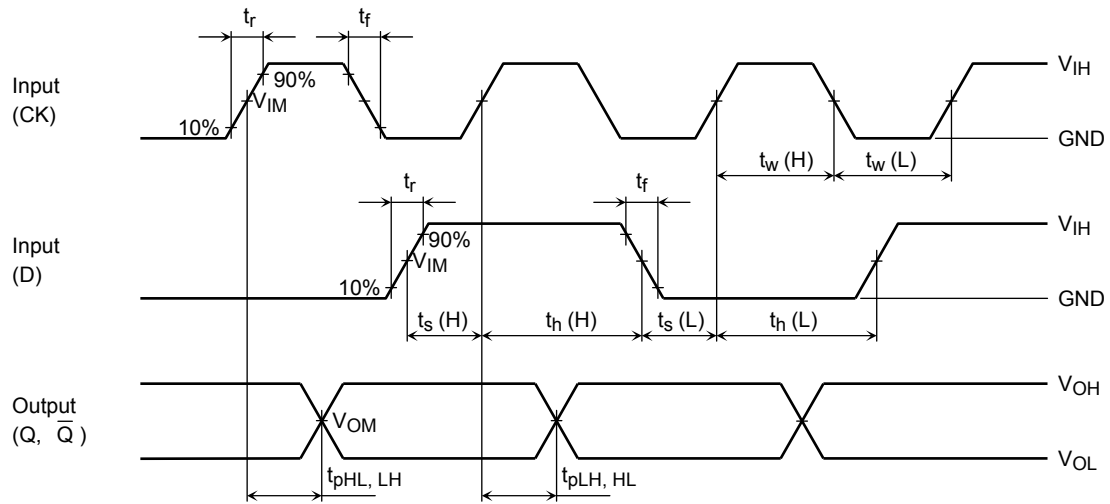 tr
tf
Input
(CK)
90%
VIM
10%
VIH
GND
tw (H)
tw (L)
tr
tf
Input
(D)
90%
VIM
10%
VIH
GND
ts (H)
th (H)
ts (L)
th (L)
Output
(Q, Q̅ )
VOM
VOH
VOL
tpHL, LH
tpLH, HL